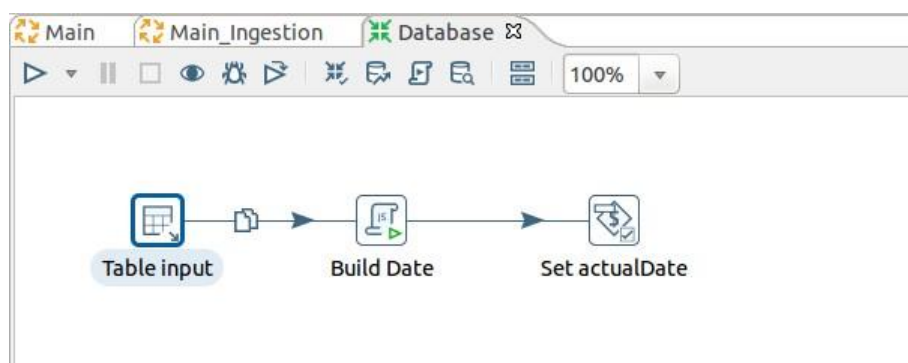 Main Main_Ingestion Database
100%
Table input Build Date Set actualDate